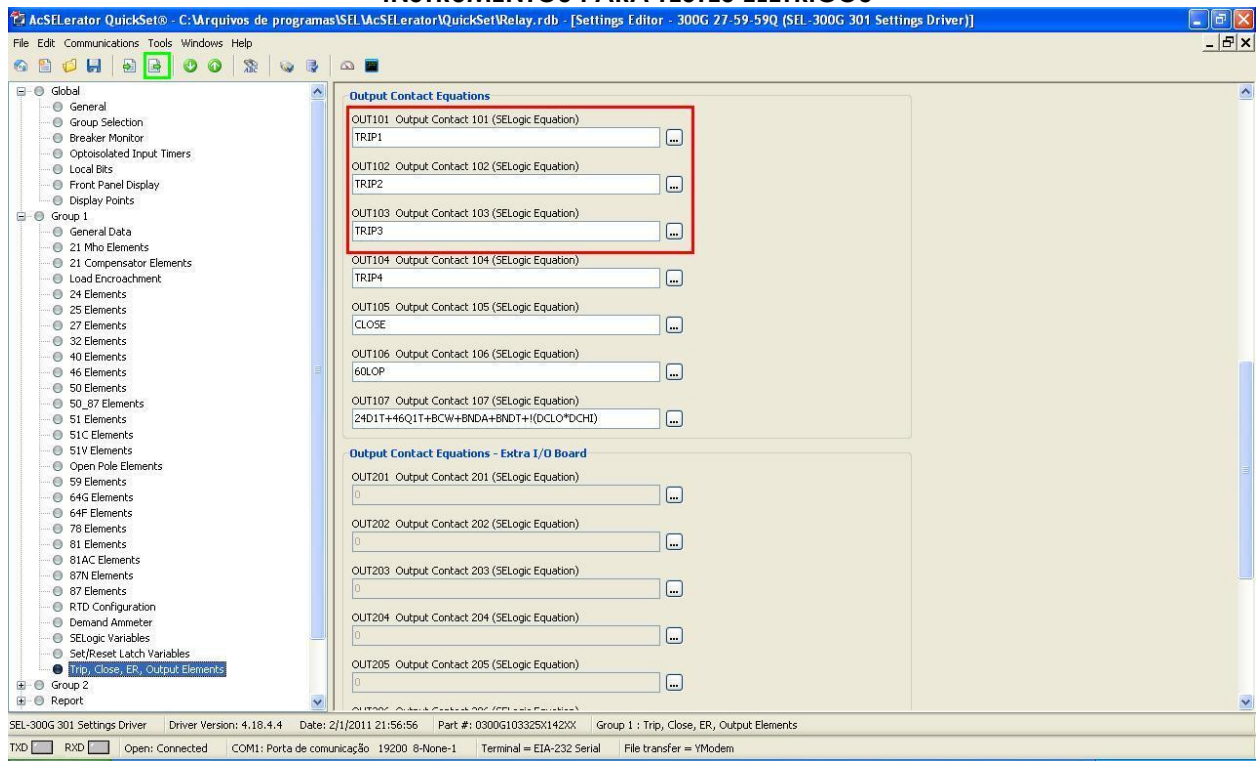 INSTRUMENTOS PARA TESTES ELÉTRICOS
AcSELerator QuickSet® - C:\Arquivos de programas\SEL\AcSELerator\QuickSet\Relay.rdb - [Settings Editor - 300G 27-59-59Q (SEL-300G 301 Settings Driver)]
File Edit Communications Tools Windows Help
Global
General
Group Selection
Breaker Monitor
Optoisolated Input Timers
Local Bits
Front Panel Display
Display Points
Group 1
General Data
21 Mho Elements
21 Compensator Elements
Load Encroachment
24 Elements
25 Elements
27 Elements
32 Elements
40 Elements
46 Elements
50 Elements
50_87 Elements
51 Elements
51C Elements
51V Elements
Open Pole Elements
59 Elements
64G Elements
64F Elements
78 Elements
81 Elements
81AC Elements
87N Elements
87 Elements
RTD Configuration
Demand Ammeter
SELogic Variables
Set/Reset Latch Variables
Trip, Close, ER, Output Elements
Group 2
Report
Output Contact Equations
OUT101 Output Contact 101 (SELogic Equation)
TRIP1
...
OUT102 Output Contact 102 (SELogic Equation)
TRIP2
...
OUT103 Output Contact 103 (SELogic Equation)
TRIP3
...
OUT104 Output Contact 104 (SELogic Equation)
TRIP4
...
OUT105 Output Contact 105 (SELogic Equation)
CLOSE
...
OUT106 Output Contact 106 (SELogic Equation)
60LOP
...
OUT107 Output Contact 107 (SELogic Equation)
24D1T+46Q1T+BCW+BNDA+BNDT+!(DCLO*DCHI)
...
Output Contact Equations - Extra I/O Board
OUT201 Output Contact 201 (SELogic Equation)
0
...
OUT202 Output Contact 202 (SELogic Equation)
0
...
OUT203 Output Contact 203 (SELogic Equation)
0
...
OUT204 Output Contact 204 (SELogic Equation)
0
...
OUT205 Output Contact 205 (SELogic Equation)
0
...
OUT206 Output Contact 206 (SELogic Equation)
SEL-300G 301 Settings Driver Driver Version: 4.18.4.4 Date: 2/1/2011 21:56:56 Part #: 0300G103325X142XX Group 1 : Trip, Close, ER, Output Elements
TXD RXD Open: Connected COM1: Porta de comunicação 19200 8-None-1 Terminal = EIA-232 Serial File transfer = YModem